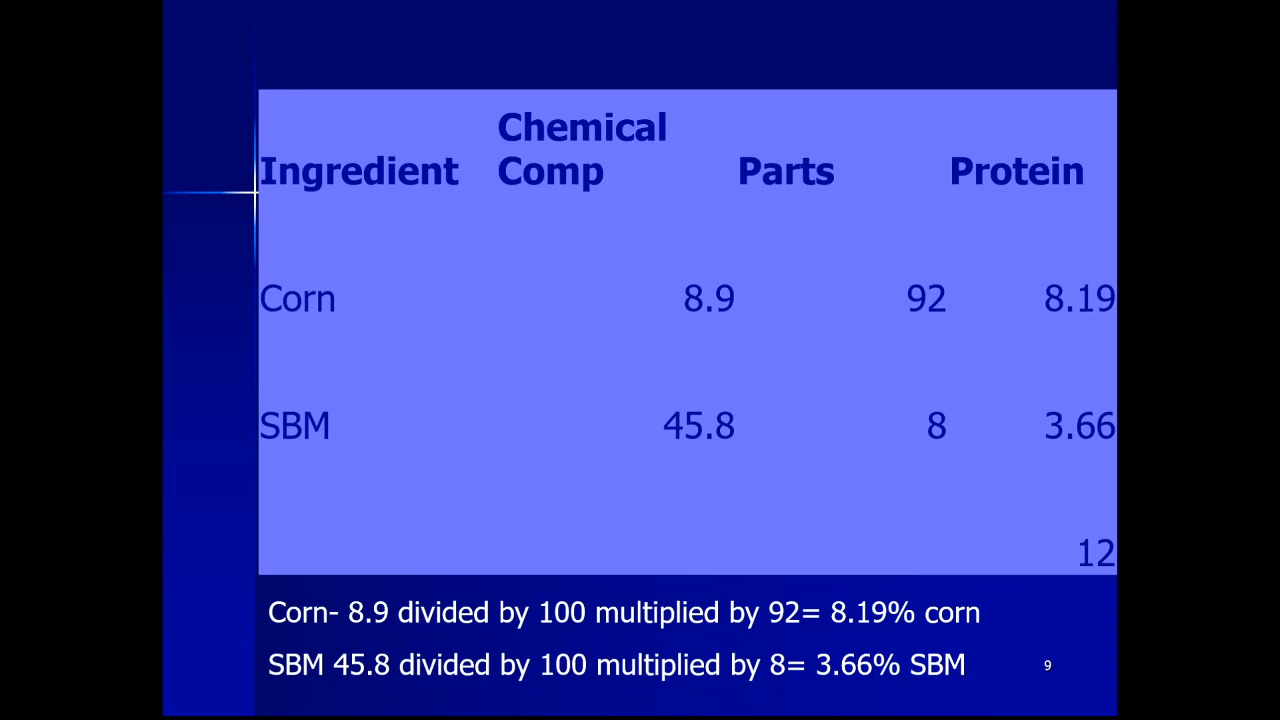 Chemical
Ingredient Comp Parts Protein
Corn 8.9 92 8.19
SBM 45.8 8 3.66
12
Corn- 8.9 divided by 100 multiplied by 92= 8.19% corn
SBM 45.8 divided by 100 multiplied by 8= 3.66% SBM
9